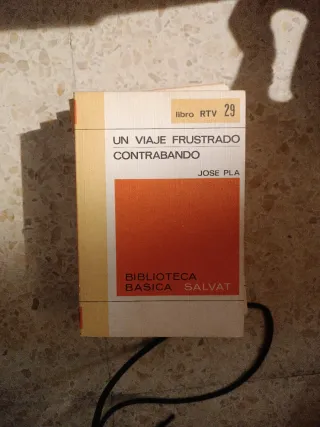 libro RTV 29
UN VIAJE FRUSTRADO
CONTRABANDO
JOSE PLA
BIBLIOTECA
BASICA SALVAT